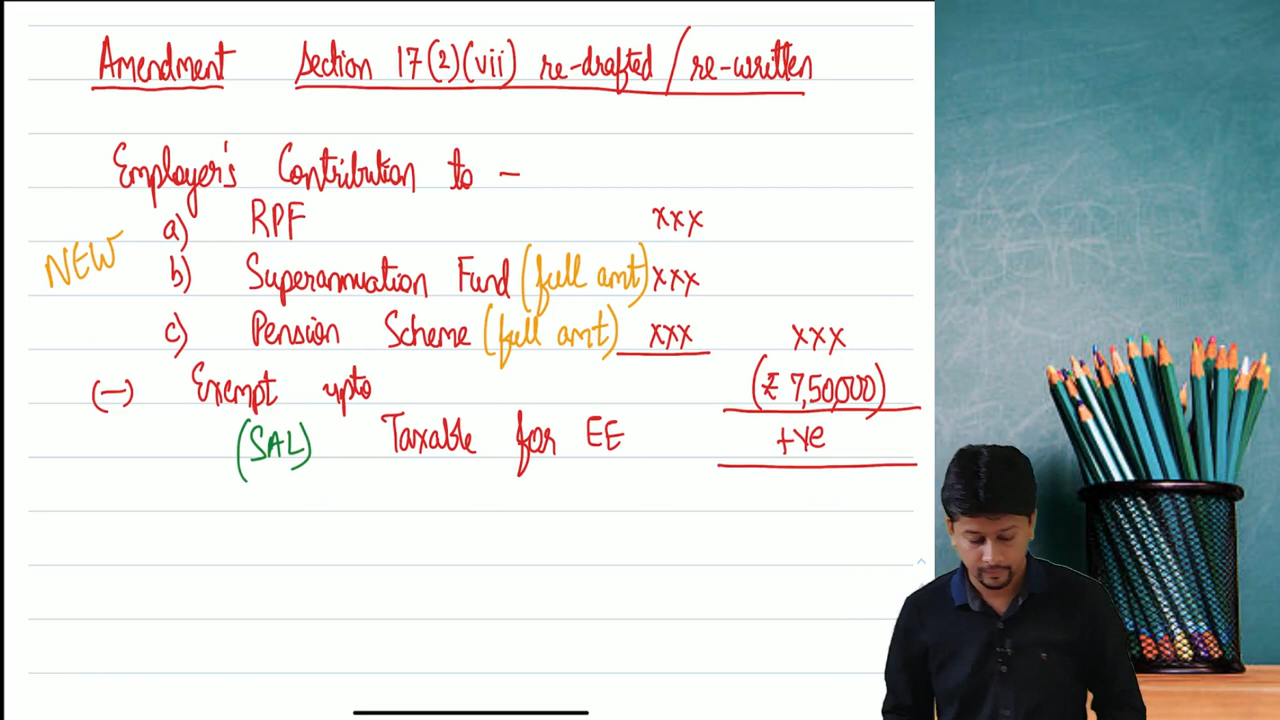 Amendment Section 17(2)(vii) re-drafted / re-written
Employer's Contribution to -
a) RPF xxx
NEW
b) Superannuation Fund (full amt) xxx
c) Pension Scheme (full amt) xxx xxx
(-) Exempt upto (₹ 7,50,000)
(SAL) Taxable for EE +ve